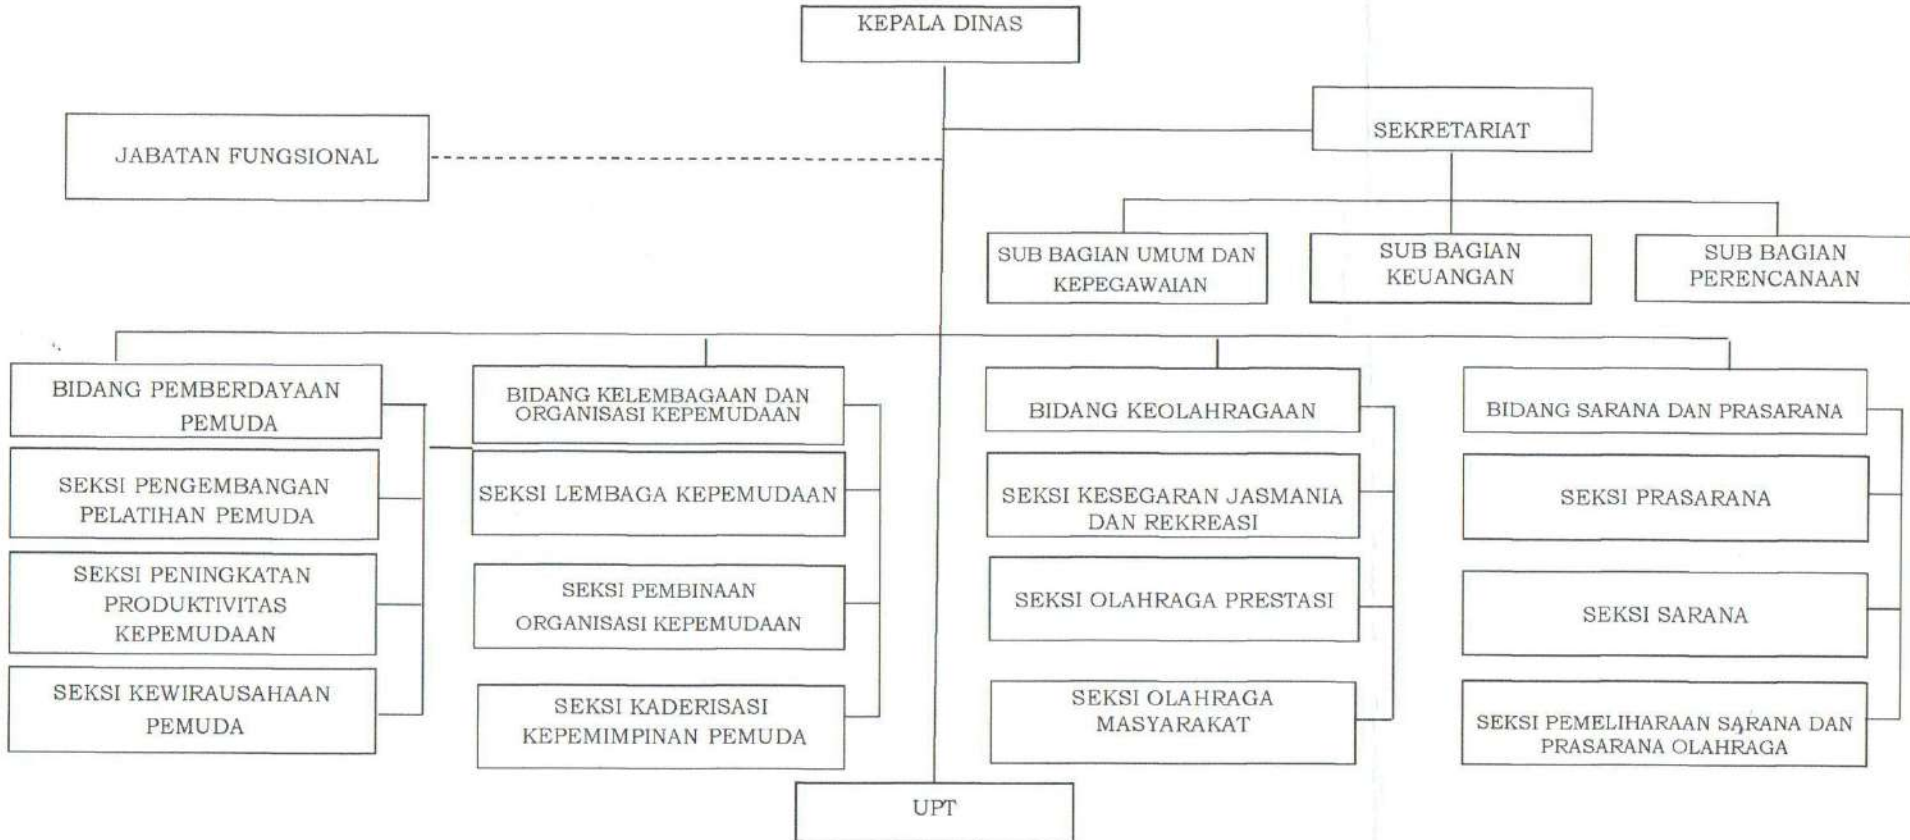 KEPALA DINAS
JABATAN FUNGSIONAL
SEKRETARIAT
SUB BAGIAN UMUM DAN
KEPEGAWAIAN
SUB BAGIAN
KEUANGAN
SUB BAGIAN
PERENCANAAN
BIDANG PEMBERDAYAAN
PEMUDA
SEKSI PENGEMBANGAN
PELATIHAN PEMUDA
SEKSI PENINGKATAN
PRODUKTIVITAS
KEPEMUDAAN
SEKSI KEWIRAUSAHAAN
PEMUDA
BIDANG KELEMBAGAAN DAN
ORGANISASI KEPEMUDAAN
SEKSI LEMBAGA KEPEMUDAAN
SEKSI PEMBINAAN
ORGANISASI KEPEMUDAAN
SEKSI KADERISASI
KEPEMIMPINAN PEMUDA
BIDANG KEOLAHRAGAAN
SEKSI KESEGARAN JASMANIA
DAN REKREASI
SEKSI OLAHRAGA PRESTASI
SEKSI OLAHRAGA
MASYARAKAT
BIDANG SARANA DAN PRASARANA
SEKSI PRASARANA
SEKSI SARANA
SEKSI PEMELIHARAAN SARANA DAN
PRASARANA OLAHRAGA
UPT